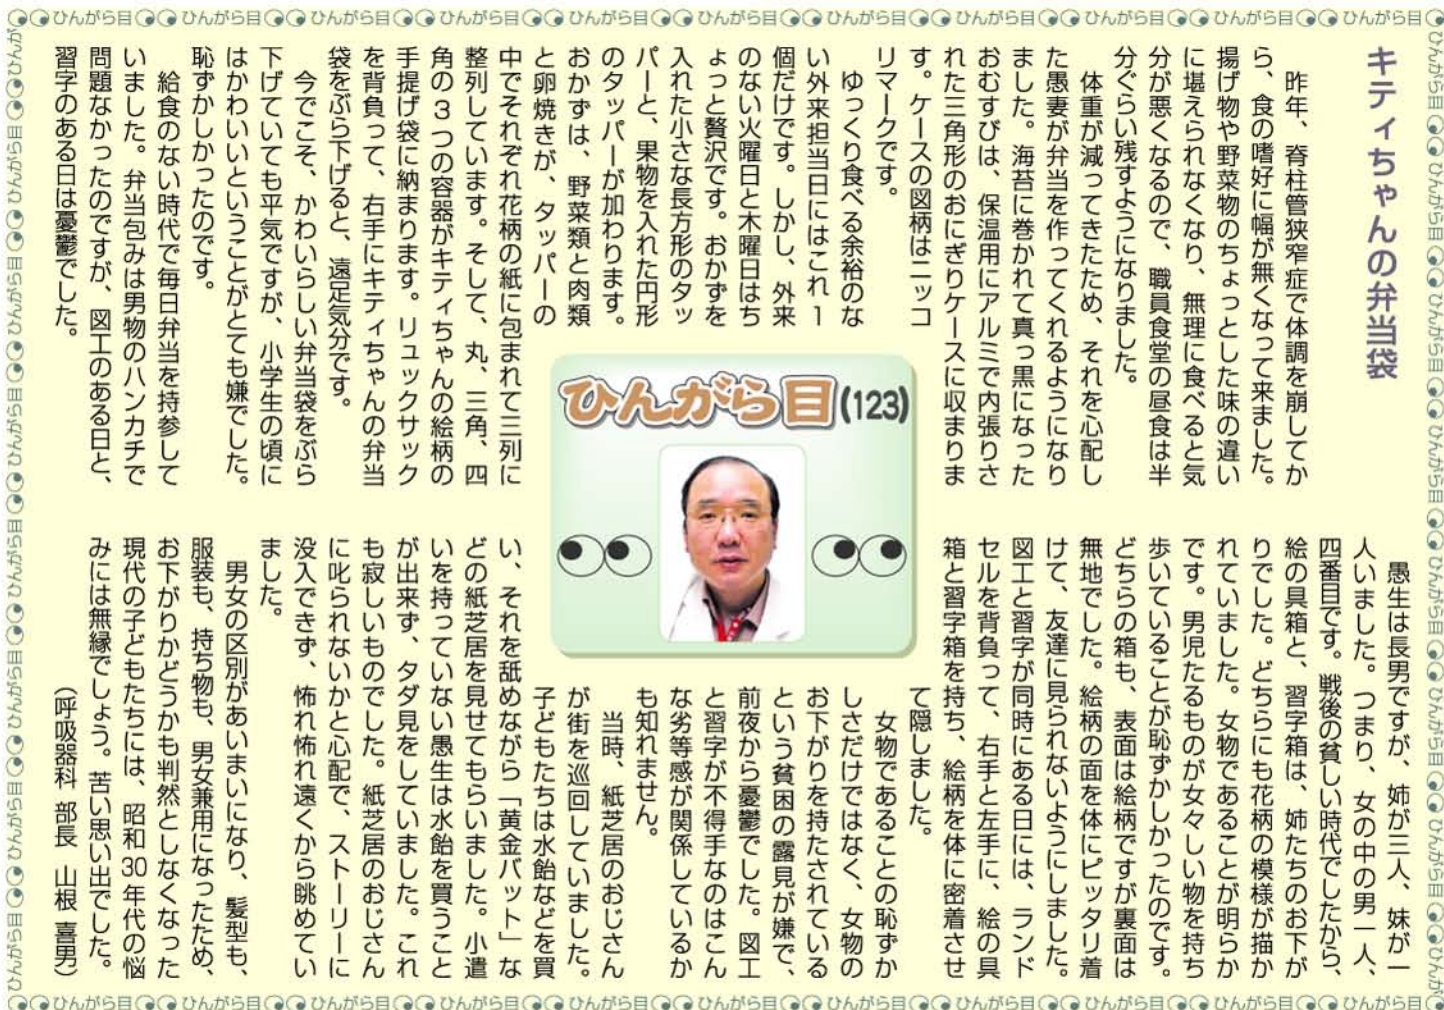 キティちゃんの弁当袋
昨年、脊柱管狭窄症で体調を崩してか
ら、食の嗜好に幅が無くなって来ました。
揚げ物や野菜物のちょっとした味の違い
に堪えられなくなり、無理に食べると気
分が悪くなるので、職員食堂の昼食は半
分ぐらい残すようになりました。
体重が減ってきたため、それを心配し
た愚妻が弁当を作ってくれるようになり
ました。海苔に巻かれて真っ黒になった
おむすびは、保温用にアルミで内張りさ
れた三角形のおにぎりケースに収まりま
す。ケースの図柄はニッコ
リマークです。
ゆっくり食べる余裕のな
い外来担当日にはこれ1
個だけです。しかし、外来
のない火曜日と木曜日はち
ょっと贅沢です。おかずを
入れた小さな長方形のタッ
パーと、果物を入れた円形
のタッパーが加わります。
おかずは、野菜類と肉類
と卵焼きが、タッパーの
中でそれぞれ花柄の紙に包まれて三列に
整列しています。そして、丸、三角、四
角の3つの容器がキティちゃんの絵柄の
手提げ袋に納まります。リュックサック
を背負って、右手にキティちゃんの弁当
袋をぶら下げると、遠足気分です。
今でこそ、かわいらしい弁当袋をぶら
下げていても平気ですが、小学生の頃に
はかわいいということがとても嫌でした。
恥ずかしかったのです。
給食のない時代で毎日弁当を持参して
いました。弁当包みは男物のハンカチで
問題なかったのですが、図工のある日と、
習字のある日は憂鬱でした。
ひんがら目(123)
愚生は長男ですが、姉が三人、妹が一
人いました。つまり、女の中の男一人、
四番目です。戦後の貧しい時代でしたから、
絵の具箱と、習字箱は、姉たちのお下が
りでした。どちらにも花柄の模様が描か
れていました。女物であることが明らか
です。男児たるものが女々しい物を持ち
歩いていることが恥ずかしかったのです。
どちらの箱も、表面は絵柄ですが裏面は
無地でした。絵柄の面を体にピッタリ着
けて、友達に見られないようにしました。
図工と習字が同時にある日には、ランド
セルを背負って、右手と左手に、絵の具
箱と習字箱を持ち、絵柄を体に密着させ
て隠しました。
女物であることの恥ずか
しさだけではなく、女物の
お下がりを持たされている
という貧困の露見が嫌で、
前夜から憂鬱でした。図工
と習字が不得手なのはこん
な劣等感が関係しているか
も知れません。
当時、紙芝居のおじさん
が街を巡回していました。
子どもたちは水飴などを買
い、それを舐めながら「黄金バット」な
どの紙芝居を見せてもらいました。小遣
いを持っていない愚生は水飴を買うこと
が出来ず、タダ見をしていました。これ
も寂しいものでした。紙芝居のおじさん
に叱られないかと心配で、ストーリーに
没入できず、怖れ怖れ遠くから眺めてい
ました。
男女の区別があいまいになり、髪型も、
服装も、持ち物も、男女兼用になったため、
お下がりかどうかも判然としなくなった
現代の子どもたちには、昭和30年代の悩
みには無縁でしょう。苦い思い出でした。
(呼吸器科 部長 山根 喜男)